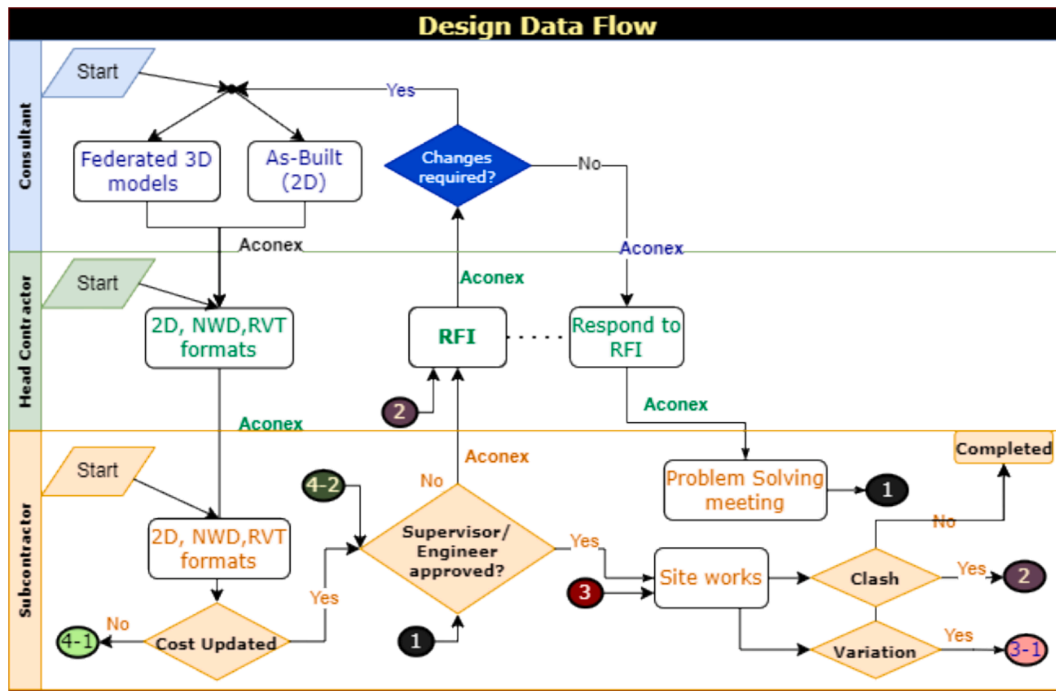 Design Data Flow
Consultant
Start
Yes
Federated 3D
models
As-Built
(2D)
Changes
required?
No
Aconex
Aconex
Head Contractor
Start
Aconex
2D, NWD,RVT
formats
RFI
Respond to
RFI
2
Aconex
Aconex
Subcontractor
Start
Aconex
Completed
4-2
No
Problem Solving
meeting
1
2D, NWD,RVT
formats
Supervisor/
Engineer
approved?
Yes
No
Site works
Clash
Yes
2
3
Yes
No
4-1
Cost Updated
1
Variation
Yes
3-1